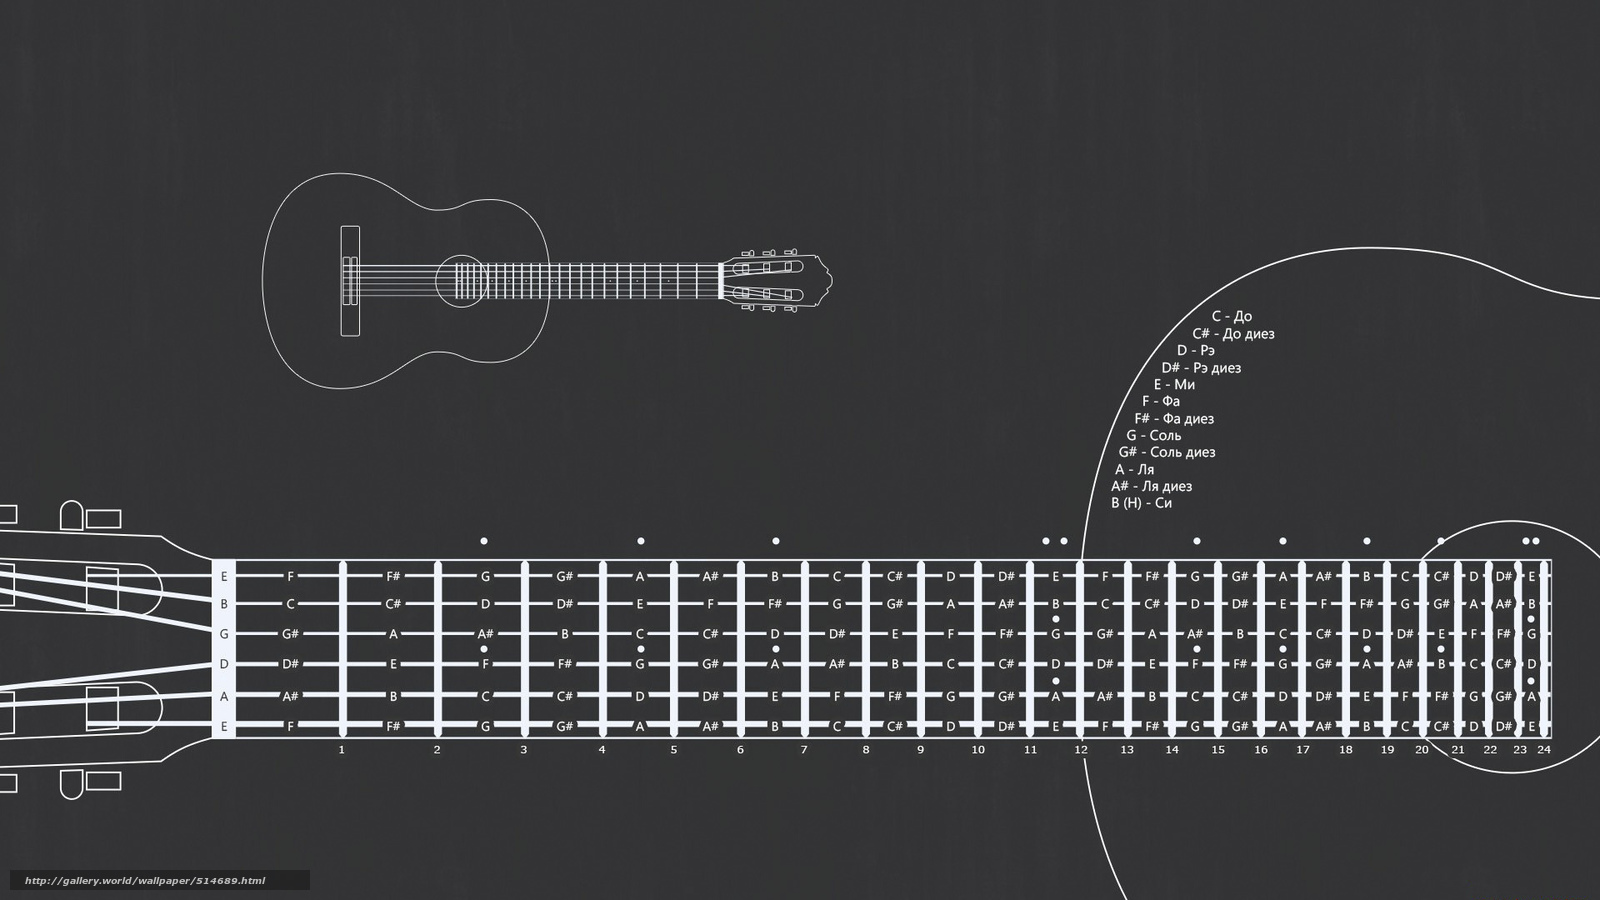 C - До
C# - До диез
D - Рэ
D# - Рэ диез
E - Ми
F - Фа
F# - Фа диез
G - Соль
G# - Соль диез
A - Ля
A# - Ля диез
B (H) - Си
E F F# G G# A A# B C C# D D# E F F# G G# A A# B C C# D D# E
B C C# D D# E F F# G G# A A# B C C# D D# E F F# G G# A A# B
G G# A A# B C C# D D# E F F# G G# A A# B C C# D D# E F F# G
D D# E F F# G G# A A# B C C# D D# E F F# G G# A A# B C C# D
A A# B C C# D D# E F F# G G# A A# B C C# D D# E F F# G G# A
E F F# G G# A A# B C C# D D# E F F# G G# A A# B C C# D D# E
1 2 3 4 5 6 7 8 9 10 11 12 13 14 15 16 17 18 19 20 21 22 23 24
http://gallery.world/wallpaper/514689.html